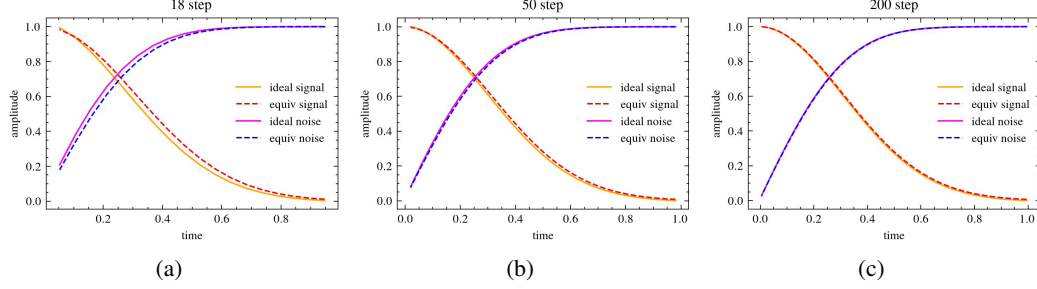 18 step
1.0
0.8
0.6
0.4
0.2
0.0
amplitude
ideal signal
equiv signal
ideal noise
equiv noise
0.2 0.4 0.6 0.8
time
(a)
50 step
1.0
0.8
0.6
0.4
0.2
0.0
amplitude
ideal signal
equiv signal
ideal noise
equiv noise
0.0 0.2 0.4 0.6 0.8 1.0
time
(b)
200 step
1.0
0.8
0.6
0.4
0.2
0.0
amplitude
ideal signal
equiv signal
ideal noise
equiv noise
0.0 0.2 0.4 0.6 0.8 1.0
time
(c)